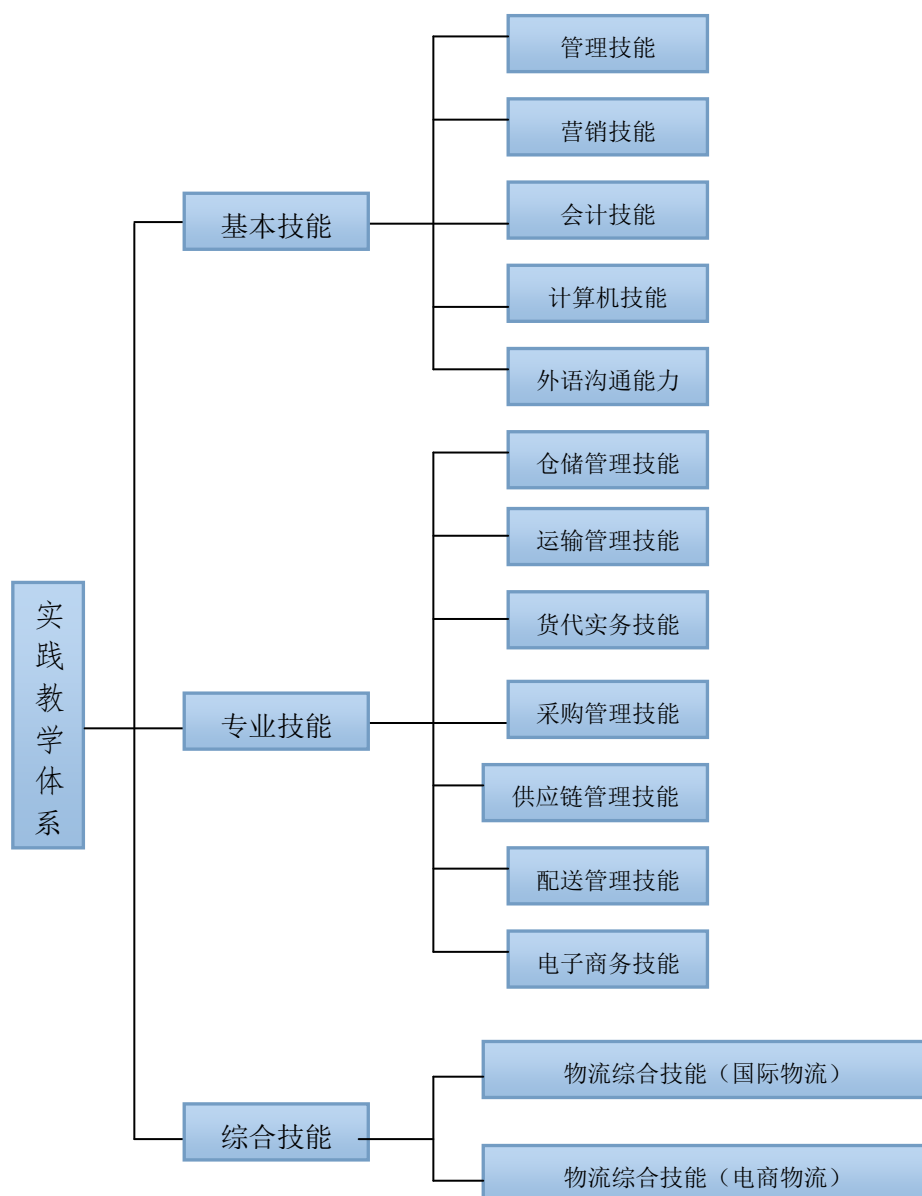 实践教学体系
基本技能
管理技能
营销技能
会计技能
计算机技能
外语沟通能力
专业技能
仓储管理技能
运输管理技能
货代实务技能
采购管理技能
供应链管理技能
配送管理技能
电子商务技能
综合技能
物流综合技能（国际物流）
物流综合技能（电商物流）